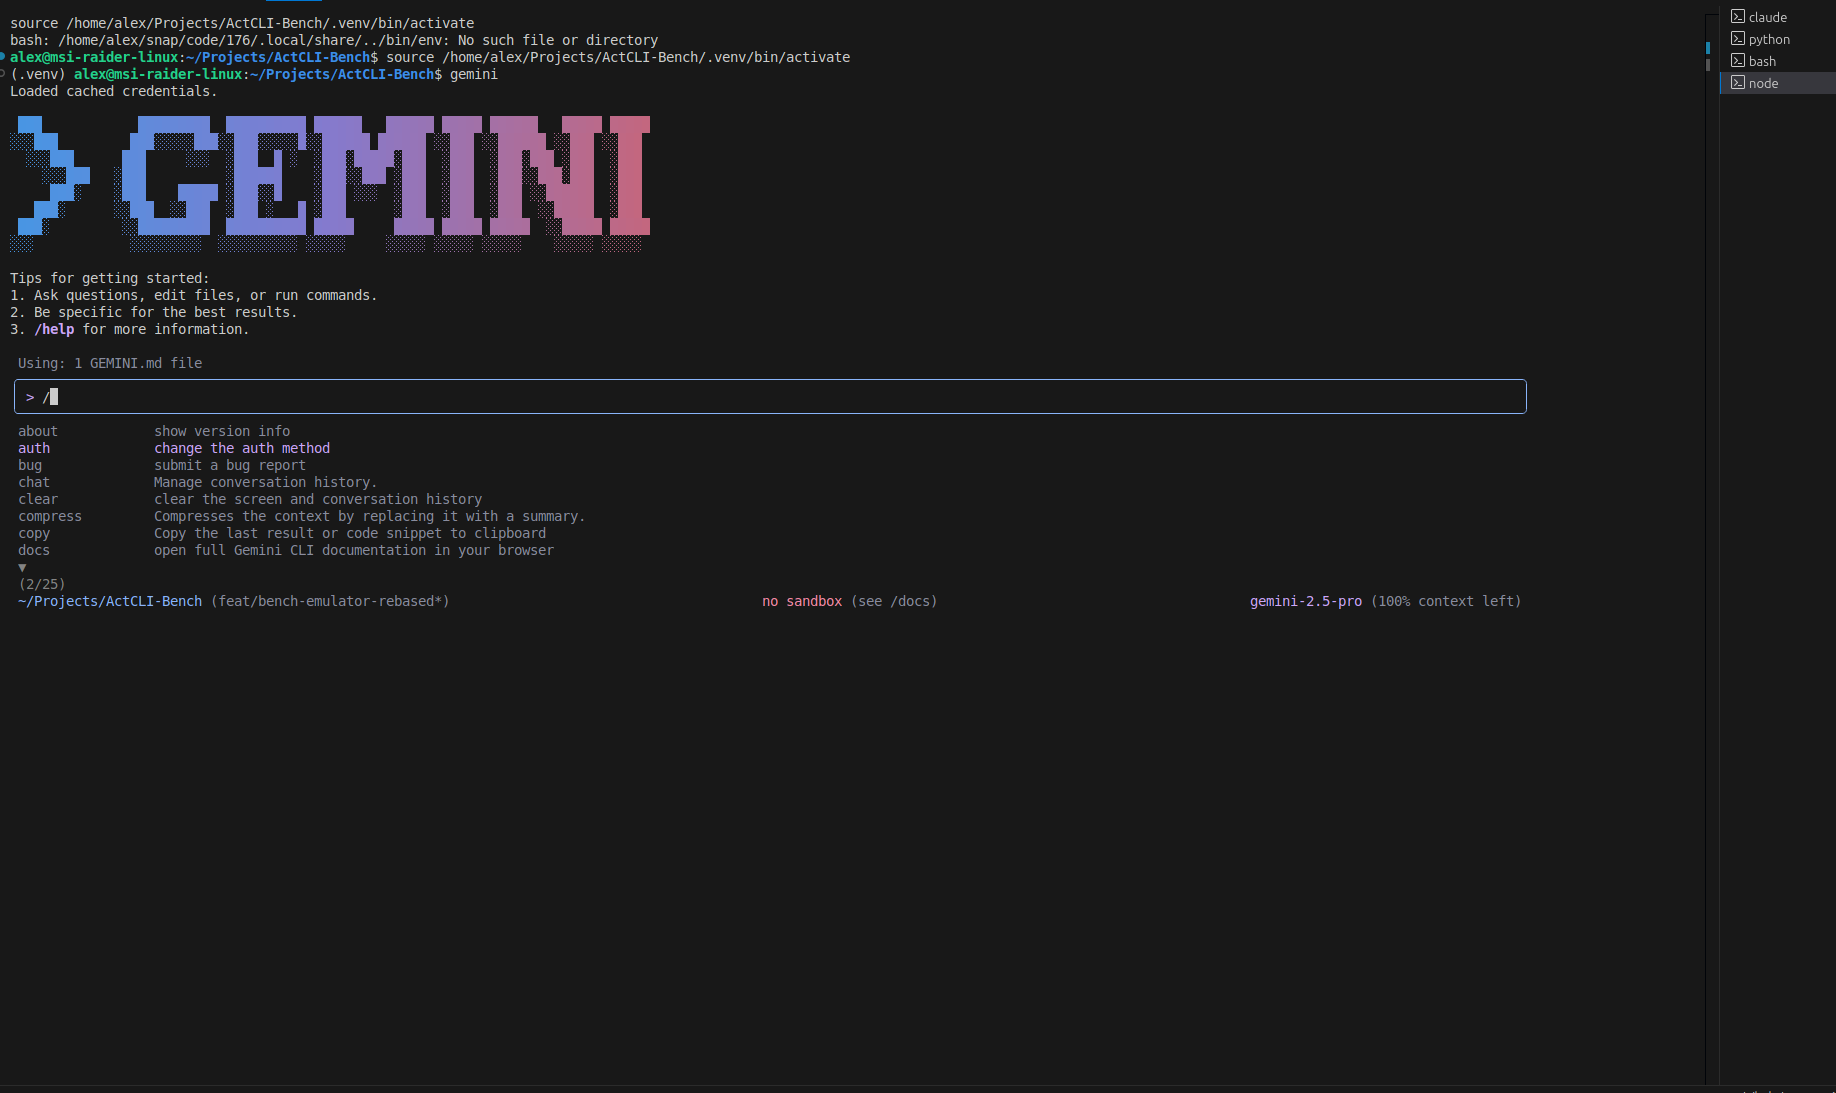 source /home/alex/Projects/ActCLI-Bench/.venv/bin/activate
bash: /home/alex/snap/code/176/.local/share/../bin/env: No such file or directory
alex@msi-raider-linux:~/Projects/ActCLI-Bench$ source /home/alex/Projects/ActCLI-Bench/.venv/bin/activate
(.venv) alex@msi-raider-linux:~/Projects/ActCLI-Bench$ gemini
Loaded cached credentials.
> GEMINI
Tips for getting started:
1. Ask questions, edit files, or run commands.
2. Be specific for the best results.
3. /help for more information.
Using: 1 GEMINI.md file
> /
about show version info
auth change the auth method
bug submit a bug report
chat Manage conversation history.
clear clear the screen and conversation history
compress Compresses the context by replacing it with a summary.
copy Copy the last result or code snippet to clipboard
docs open full Gemini CLI documentation in your browser
▼
(2/25)
~/Projects/ActCLI-Bench (feat/bench-emulator-rebased*) no sandbox (see /docs) gemini-2.5-pro (100% context left)
claude
python
bash
node